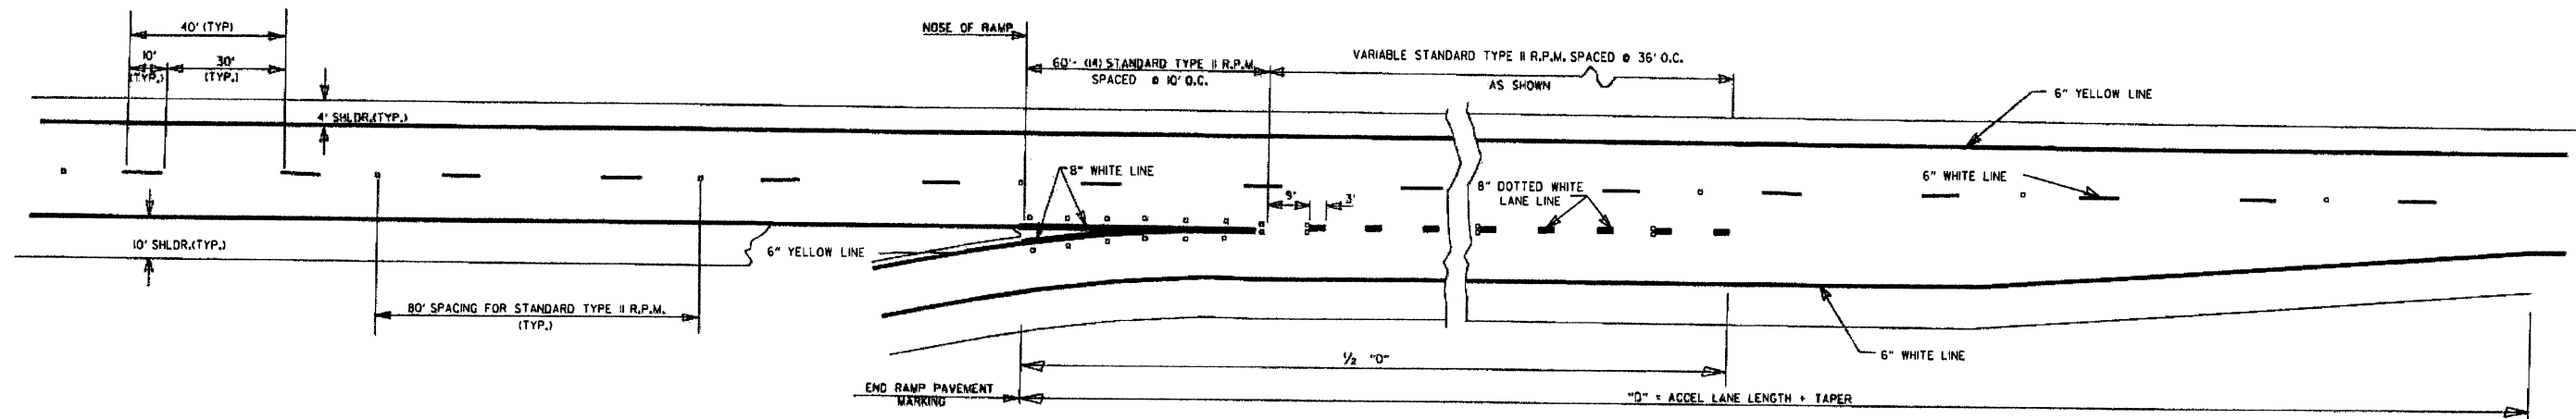 40' (TYP)
10'
(TYP.)
30'
(TYP.)
NOSE OF RAMP
60'- (14) STANDARD TYPE II R.P.M.
SPACED @ 10' O.C.
VARIABLE STANDARD TYPE II R.P.M. SPACED @ 36' O.C.
AS SHOWN
6" YELLOW LINE
4' SHLDR.(TYP.)
8" WHITE LINE
9'
3'
8" DOTTED WHITE
LANE LINE
6" WHITE LINE
10' SHLDR.(TYP.)
6" YELLOW LINE
80' SPACING FOR STANDARD TYPE II R.P.M.
(TYP.)
1/2 "D"
6" WHITE LINE
END RAMP PAVEMENT
MARKING
"D" = ACCEL LANE LENGTH + TAPER